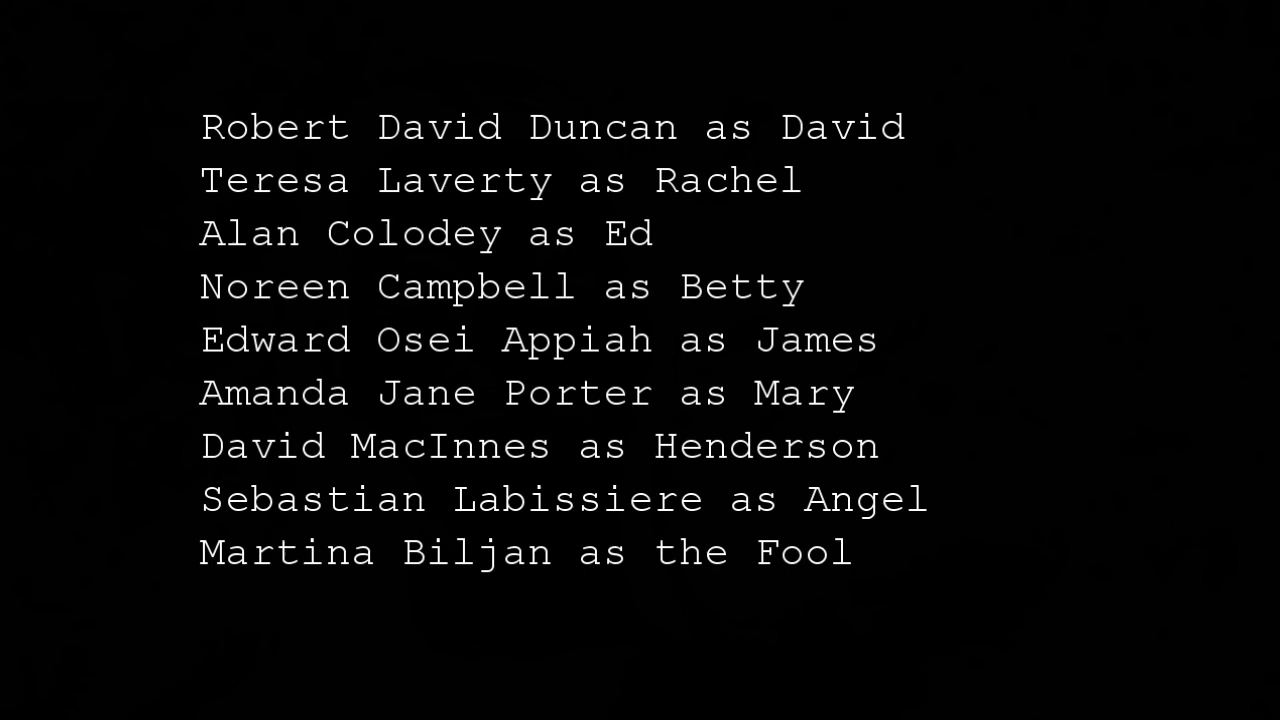 Robert David Duncan as David
Teresa Laverty as Rachel
Alan Colodey as Ed
Noreen Campbell as Betty
Edward Osei Appiah as James
Amanda Jane Porter as Mary
David MacInnes as Henderson
Sebastian Labissiere as Angel
Martina Biljan as the Fool